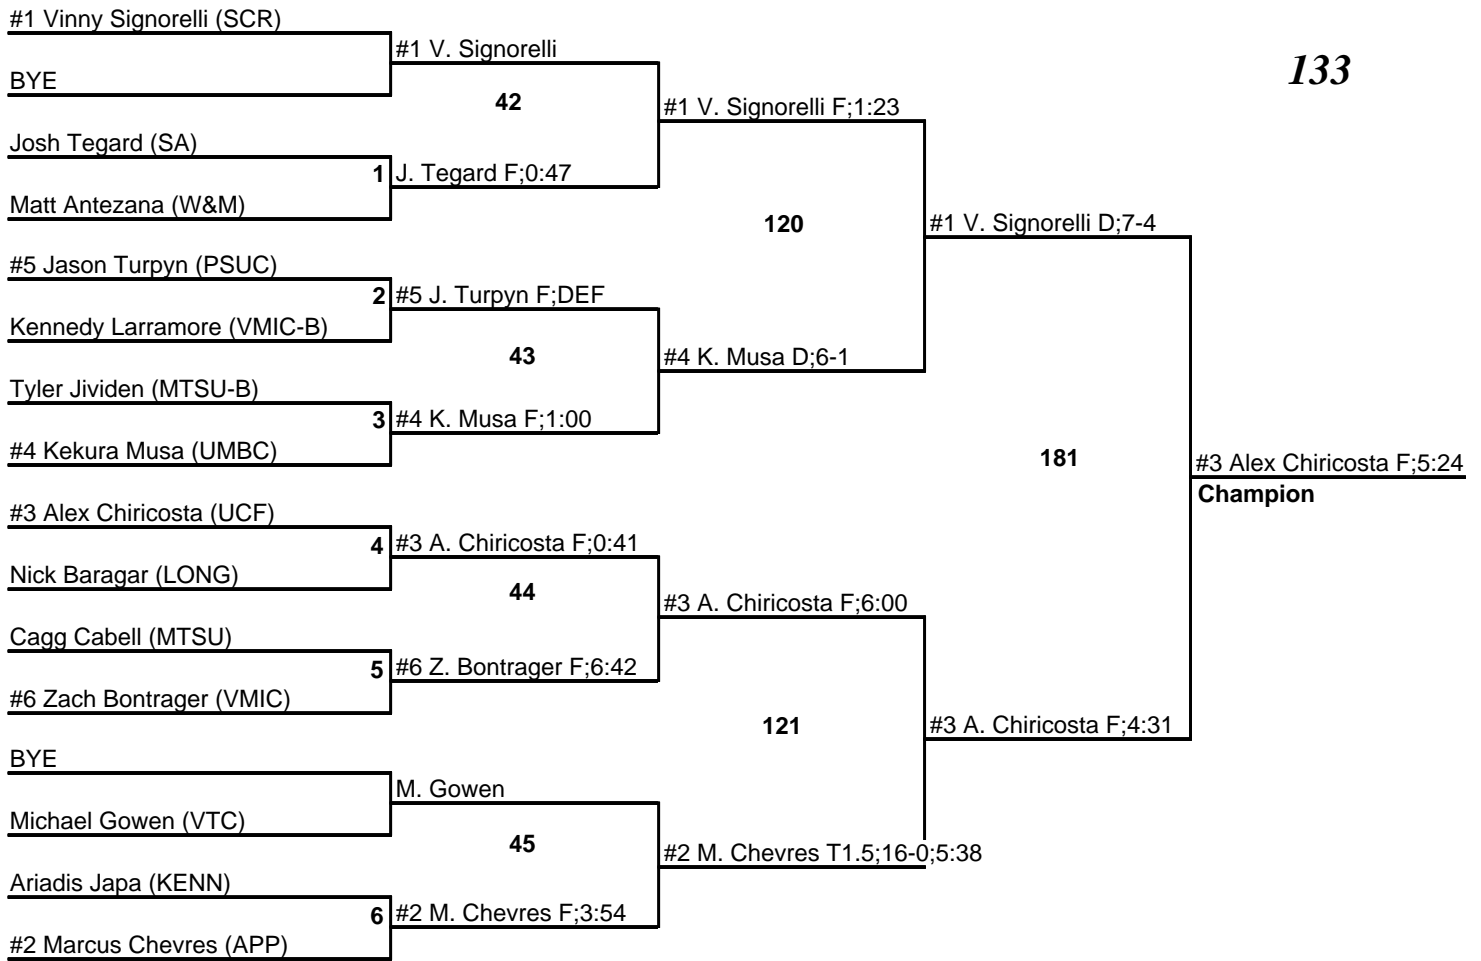 #1 Vinny Signorelli (SCR)
#1 V. Signorelli
133
BYE
42
#1 V. Signorelli F;1:23
Josh Tegard (SA)
1 J. Tegard F;0:47
Matt Antezana (W&M)
120
#1 V. Signorelli D;7-4
#5 Jason Turpyn (PSUC)
2 #5 J. Turpyn F;DEF
Kennedy Larramore (VMIC-B)
43
#4 K. Musa D;6-1
Tyler Jividen (MTSU-B)
3 #4 K. Musa F;1:00
#4 Kekura Musa (UMBC)
181
#3 Alex Chiricosta F;5:24
Champion
#3 Alex Chiricosta (UCF)
4 #3 A. Chiricosta F;0:41
Nick Baragar (LONG)
44
#3 A. Chiricosta F;6:00
Cagg Cabell (MTSU)
5 #6 Z. Bontrager F;6:42
#6 Zach Bontrager (VMIC)
121
#3 A. Chiricosta F;4:31
BYE
M. Gowen
Michael Gowen (VTC)
45
#2 M. Chevres T1.5;16-0;5:38
Ariadis Japa (KENN)
6 #2 M. Chevres F;3:54
#2 Marcus Chevres (APP)